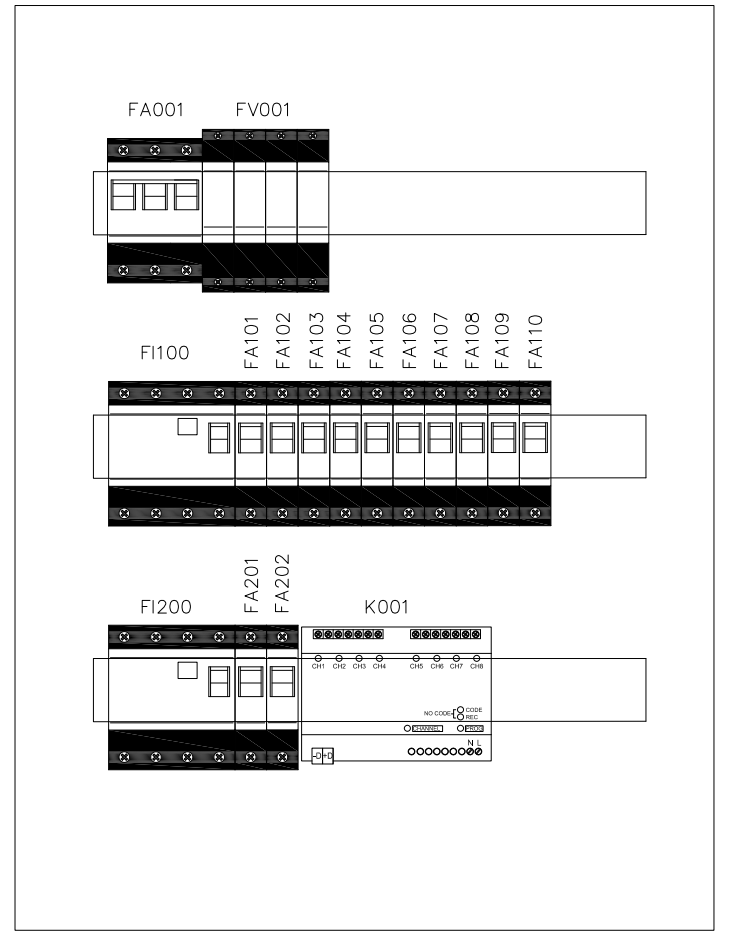 FA001 FV001
FI100 FA101 FA102 FA103 FA104 FA105 FA106 FA107 FA108 FA109 FA110
FI200 FA201 FA202 K001
CH1 CH2 CH3 CH4 CH5 CH6 CH7 CH8
NO CODE CODE
REC
CHANNEL PROG
N L
-D +D